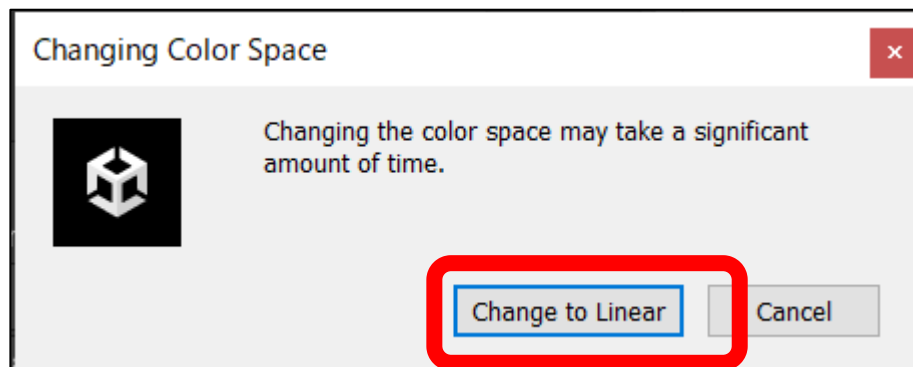 Changing Color Space
Changing the color space may take a significant
amount of time.
Change to Linear
Cancel